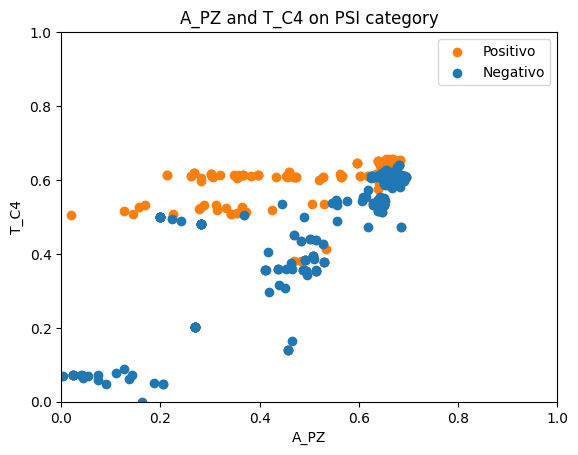 A_PZ and T_C4 on PSI category
Positivo
Negativo
1.0
0.8
0.6
0.4
0.2
0.0
T_C4
0.0 0.2 0.4 0.6 0.8 1.0
A_PZ